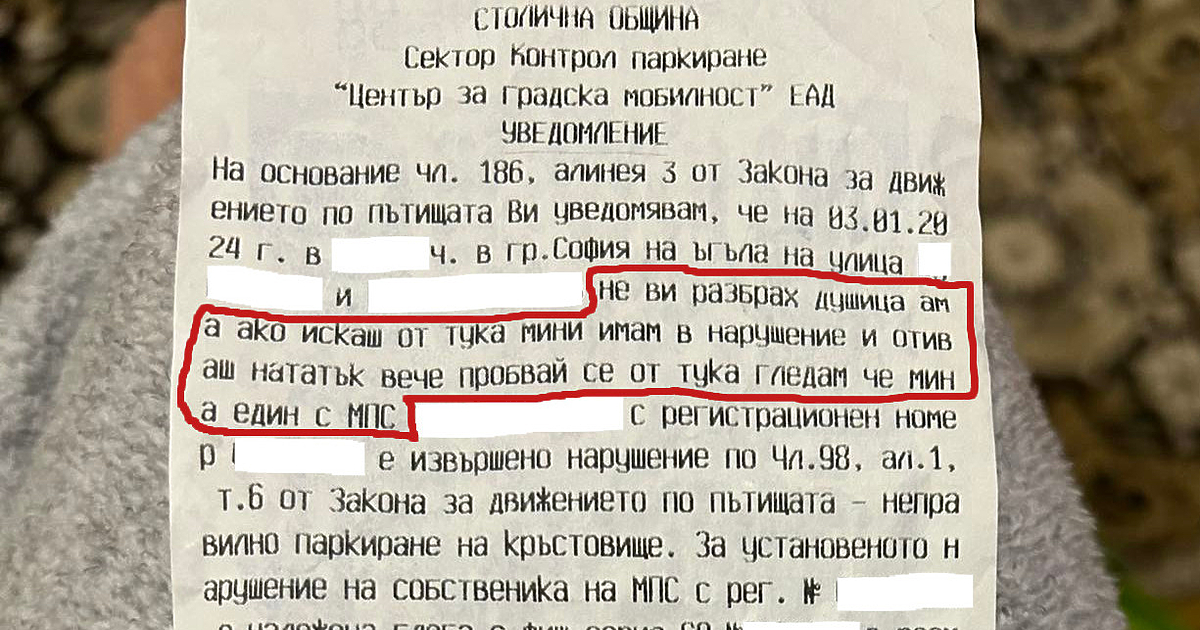 СТОЛИЧНА ОБЩИНА
Сектор Контрол паркиране
“Център за градска мобилност” ЕАД
УВЕДОМЛЕНИЕ
На основание чл. 186, алинея 3 от Закона за движ
ението по пътищата Ви уведомявам, че на 03.01.20
24 г. в ч. в гр.София на ъгъла на улица
и не ви разбрах душица ам
а ако искаш от тука мини имам в нарушение и отив
аш нататък вече пробвай се от тука гледам че мин
а един с МПС с регистрационен номе
р е извършено нарушение по Чл.98, ал.1,
т.6 от Закона за движението по пътищата - непра
вилно паркиране на кръстовище. За установеното н
арушение на собственика на МПС с рег. №